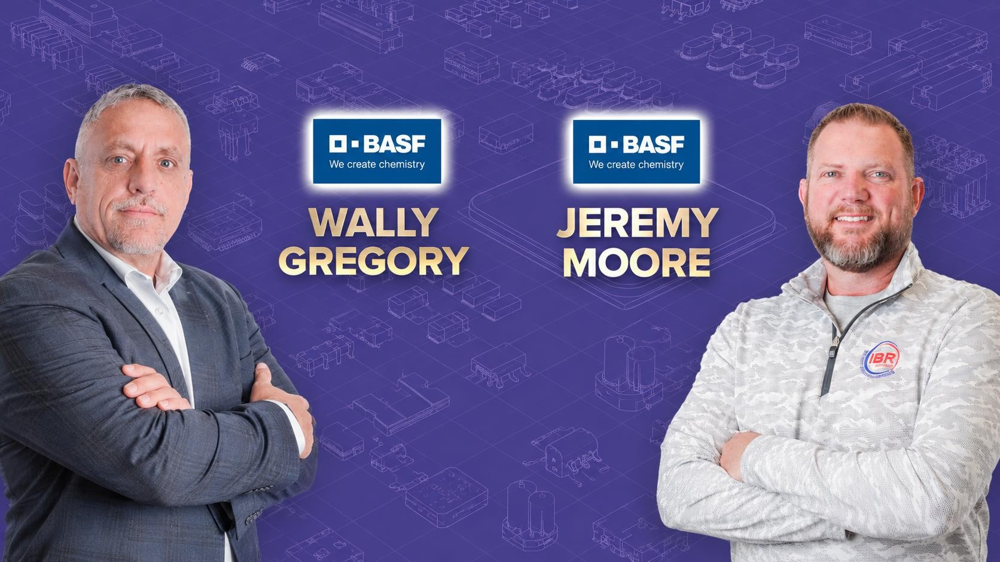 BASF
We create chemistry
WALLY
GREGORY
BASF
We create chemistry
JEREMY
MOORE
IBR